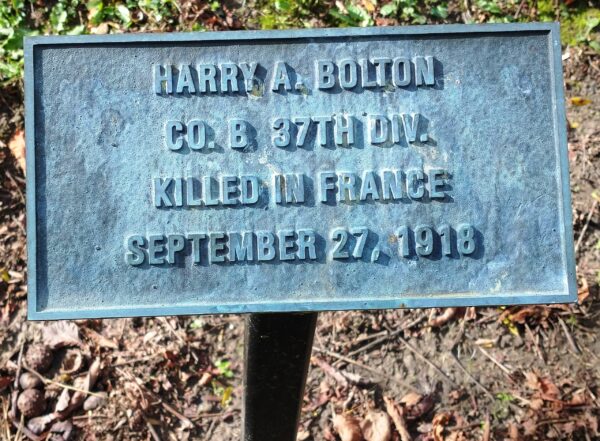 HARRY A. BOLTON
CO. B 37TH DIV.
KILLED IN FRANCE
SEPTEMBER 27, 1918